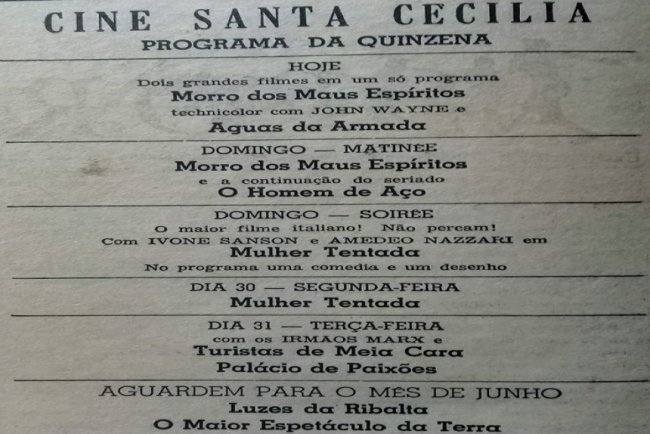 CINE SANTA CECILIA
PROGRAMA DA QUINZENA
HOJE
Dois grandes filmes em um só programa
Morro dos Maus Espíritos
technicolor com JOHN WAYNE e
Aguas da Armada
DOMINGO — MATINÉE
Morro dos Maus Espíritos
e a continuação do seriado
O Homem de Aço
DOMINGO — SOIRÉE
O maior filme italiano! Não percam!
Com IVONE SANSON e AMEDEO NAZZARI em
Mulher Tentada
No programa uma comedia e um desenho
DIA 30 — SEGUNDA-FEIRA
Mulher Tentada
DIA 31 — TERÇA-FEIRA
com os IRMAOS MARX e
Turistas de Meia Cara
Palácio de Paixões
AGUARDEM PARA O MÊS DE JUNHO
Luzes da Ribalta
O Maior Espetáculo da Terra